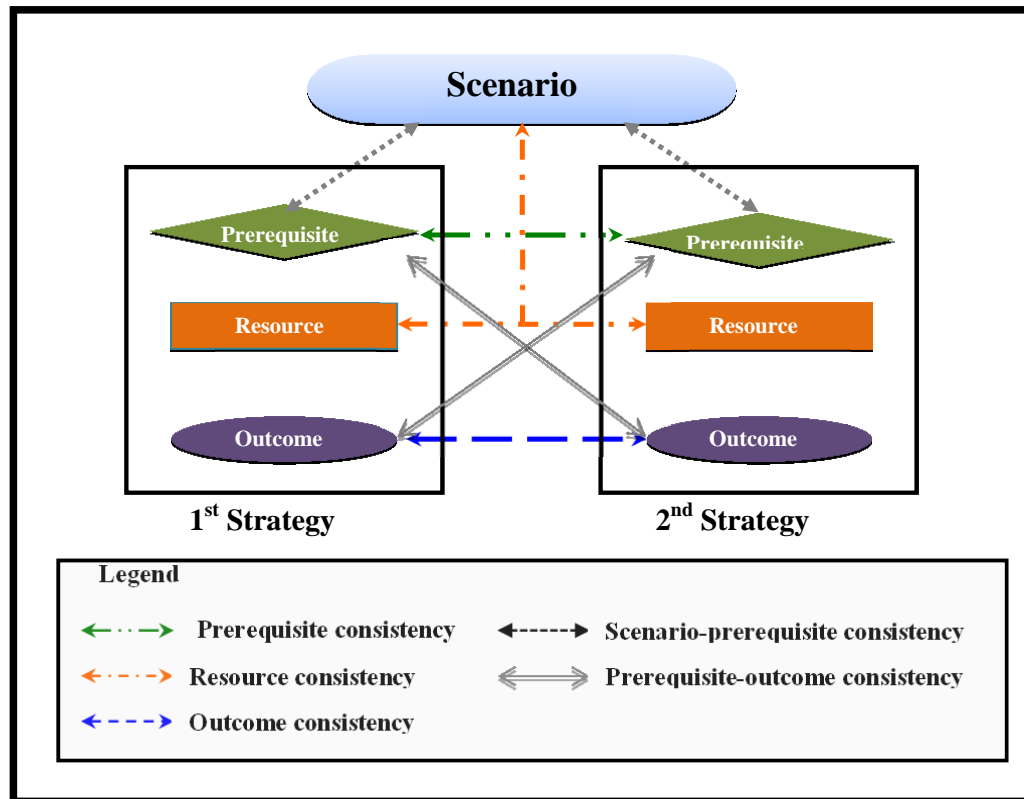 Scenario
Prerequisite
Prerequisite
Resource
Resource
Outcome
Outcome
1st Strategy
2nd Strategy
Legend
Prerequisite consistency
Scenario-prerequisite consistency
Resource consistency
Prerequisite-outcome consistency
Outcome consistency